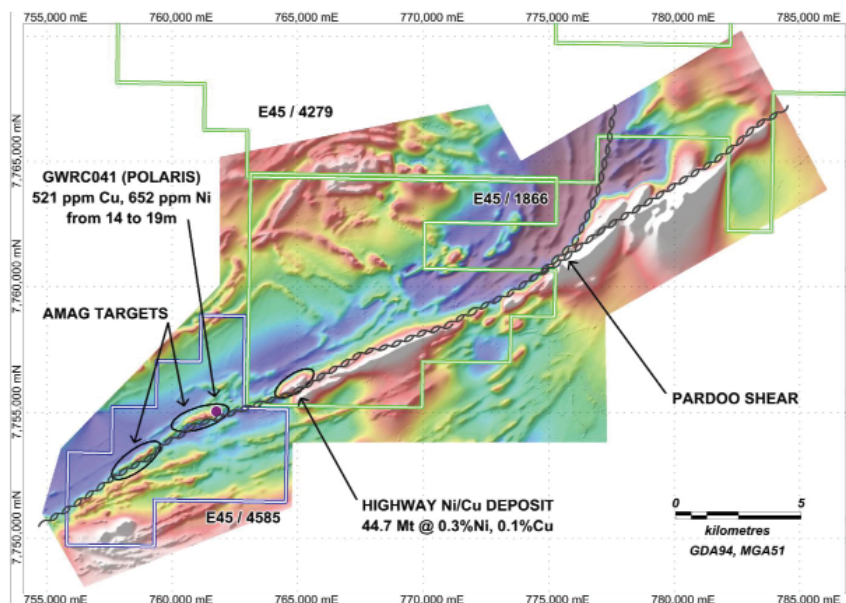 755,000 mE 760,000 mE 765,000 mE 770,000 mE 775,000 mE 780,000 mE 785,000 mE
E45 / 4279
7,765,000 mN
GWRC041 (POLARIS)
521 ppm Cu, 652 ppm Ni
from 14 to 19m
E45 / 1866
7,760,000 mN
AMAG TARGETS
PARDOO SHEAR
7,755,000 mN
HIGHWAY Ni/Cu DEPOSIT
44.7 Mt @ 0.3%Ni, 0.1%Cu
E45 / 4585
7,750,000 mN
0 5
kilometres
GDA94, MGA51
755,000 mE 760,000 mE 765,000 mE 770,000 mE 775,000 mE 780,000 mE 785,000 mE